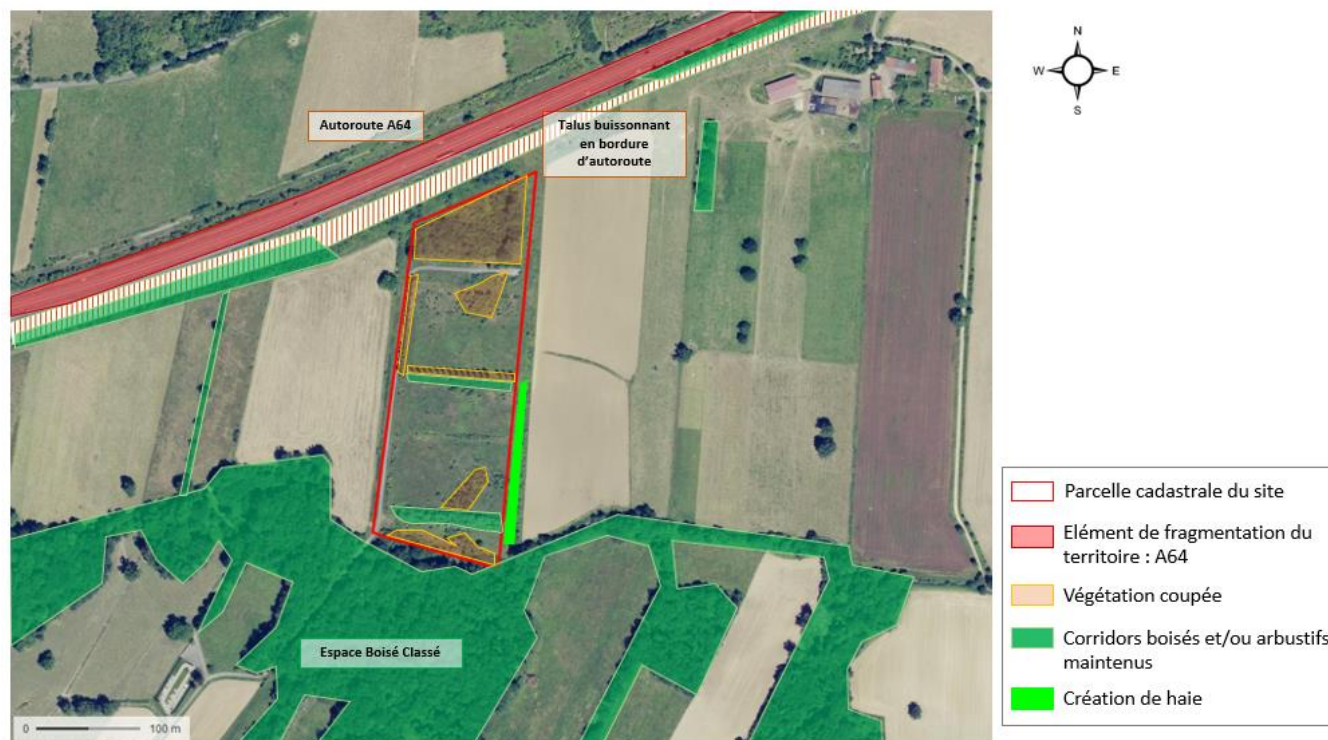 N
W
E
S
Autoroute A64
Talus buissonnant
en bordure
d'autoroute
Espace Boisé Classé
0
100 m
Parcelle cadastrale du site
Elément de fragmentation du
territoire : A64
Végétation coupée
Corridors boisés et/ou arbustifs
maintenus
Création de haie